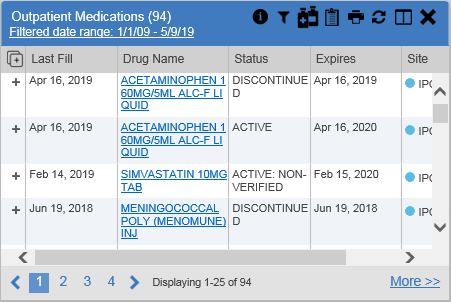 Outpatient Medications (94)
Filtered date range: 1/1/09 - 5/9/19
Last Fill Drug Name Status Expires Site
Apr 16, 2019 ACETAMINOPHEN 1 DISCONTINUE Apr 16, 2019 IPO
60MG/5ML ALC-F LI D
QUID
Apr 16, 2019 ACETAMINOPHEN 1 ACTIVE Apr 16, 2020
60MG/5ML ALC-F LI
QUID
Feb 14, 2019 SIMVASTATIN 10MG ACTIVE: NON- Feb 15, 2020
TAB VERIFIED
Jun 19, 2018 MENINGOCOCCAL DISCONTINUE Jun 19, 2018
POLY (MENOMUNE) D
INJ
1 2 3 4 Displaying 1-25 of 94 More >>